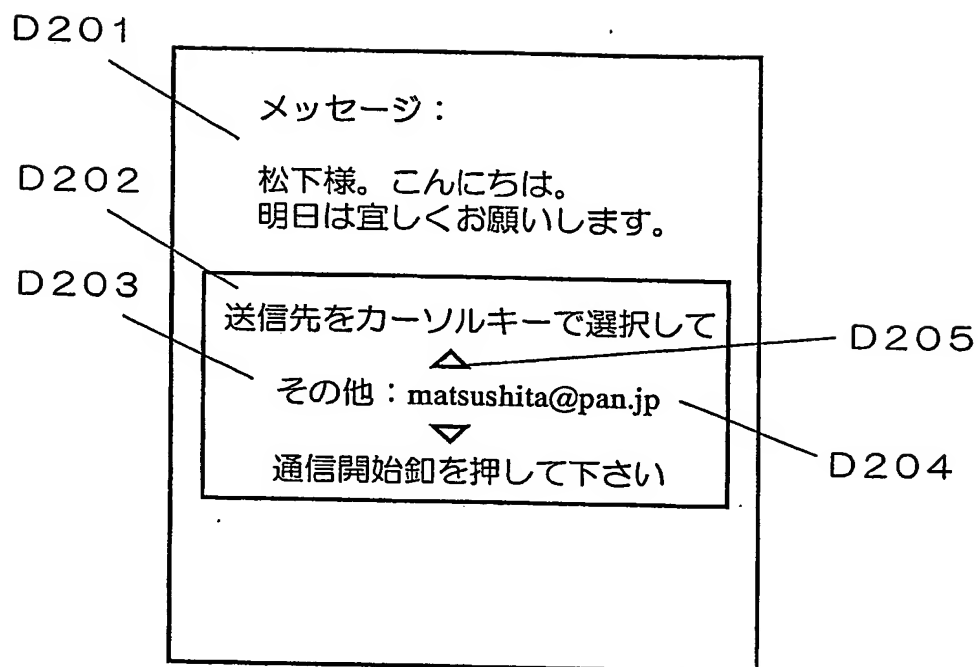 D201
メッセージ:
D202
松下様。こんにちは。
明日は宜しくお願いします。
D203
送信先をカーソルキーで選択して
D205
その他:matsushita@pan.jp
D204
通信開始釦を押して下さい